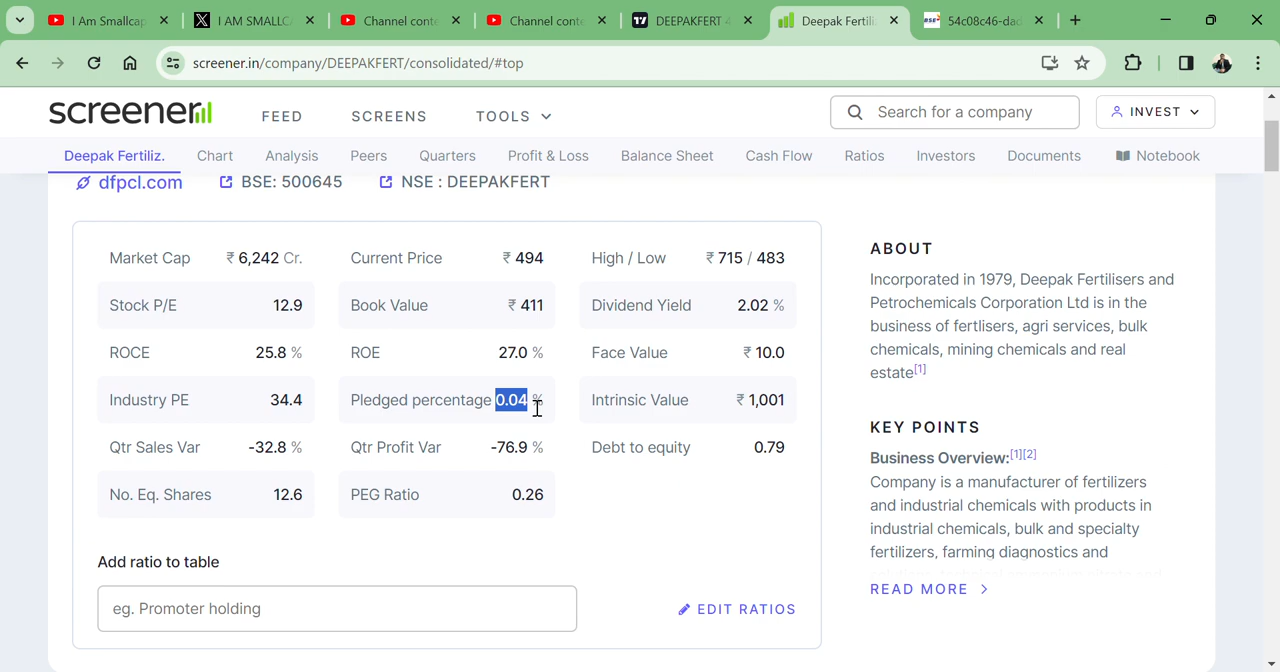 I Am Smallcap
I AM SMALLCA
Channel conte
Channel conte
DEEPAKFERT 4
Deepak Fertili
54c08c46-dad
screener.in/company/DEEPAKFERT/consolidated/#top
screener
FEED
SCREENS
TOOLS
Search for a company
INVEST
Deepak Fertiliz.
Chart
Analysis
Peers
Quarters
Profit & Loss
Balance Sheet
Cash Flow
Ratios
Investors
Documents
Notebook
dfpcl.com
BSE: 500645
NSE : DEEPAKFERT
Market Cap ₹ 6,242 Cr.
Current Price ₹ 494
High / Low ₹ 715 / 483
Stock P/E 12.9
Book Value ₹ 411
Dividend Yield 2.02 %
ROCE 25.8 %
ROE 27.0 %
Face Value ₹ 10.0
Industry PE 34.4
Pledged percentage 0.04 %
Intrinsic Value ₹ 1,001
Qtr Sales Var -32.8 %
Qtr Profit Var -76.9 %
Debt to equity 0.79
No. Eq. Shares 12.6
PEG Ratio 0.26
Add ratio to table
eg. Promoter holding
EDIT RATIOS
ABOUT
Incorporated in 1979, Deepak Fertilisers and
Petrochemicals Corporation Ltd is in the
business of fertlisers, agri services, bulk
chemicals, mining chemicals and real
estate[1]
KEY POINTS
Business Overview:[1][2]
Company is a manufacturer of fertilizers
and industrial chemicals with products in
industrial chemicals, bulk and specialty
fertilizers, farming diagnostics and
READ MORE